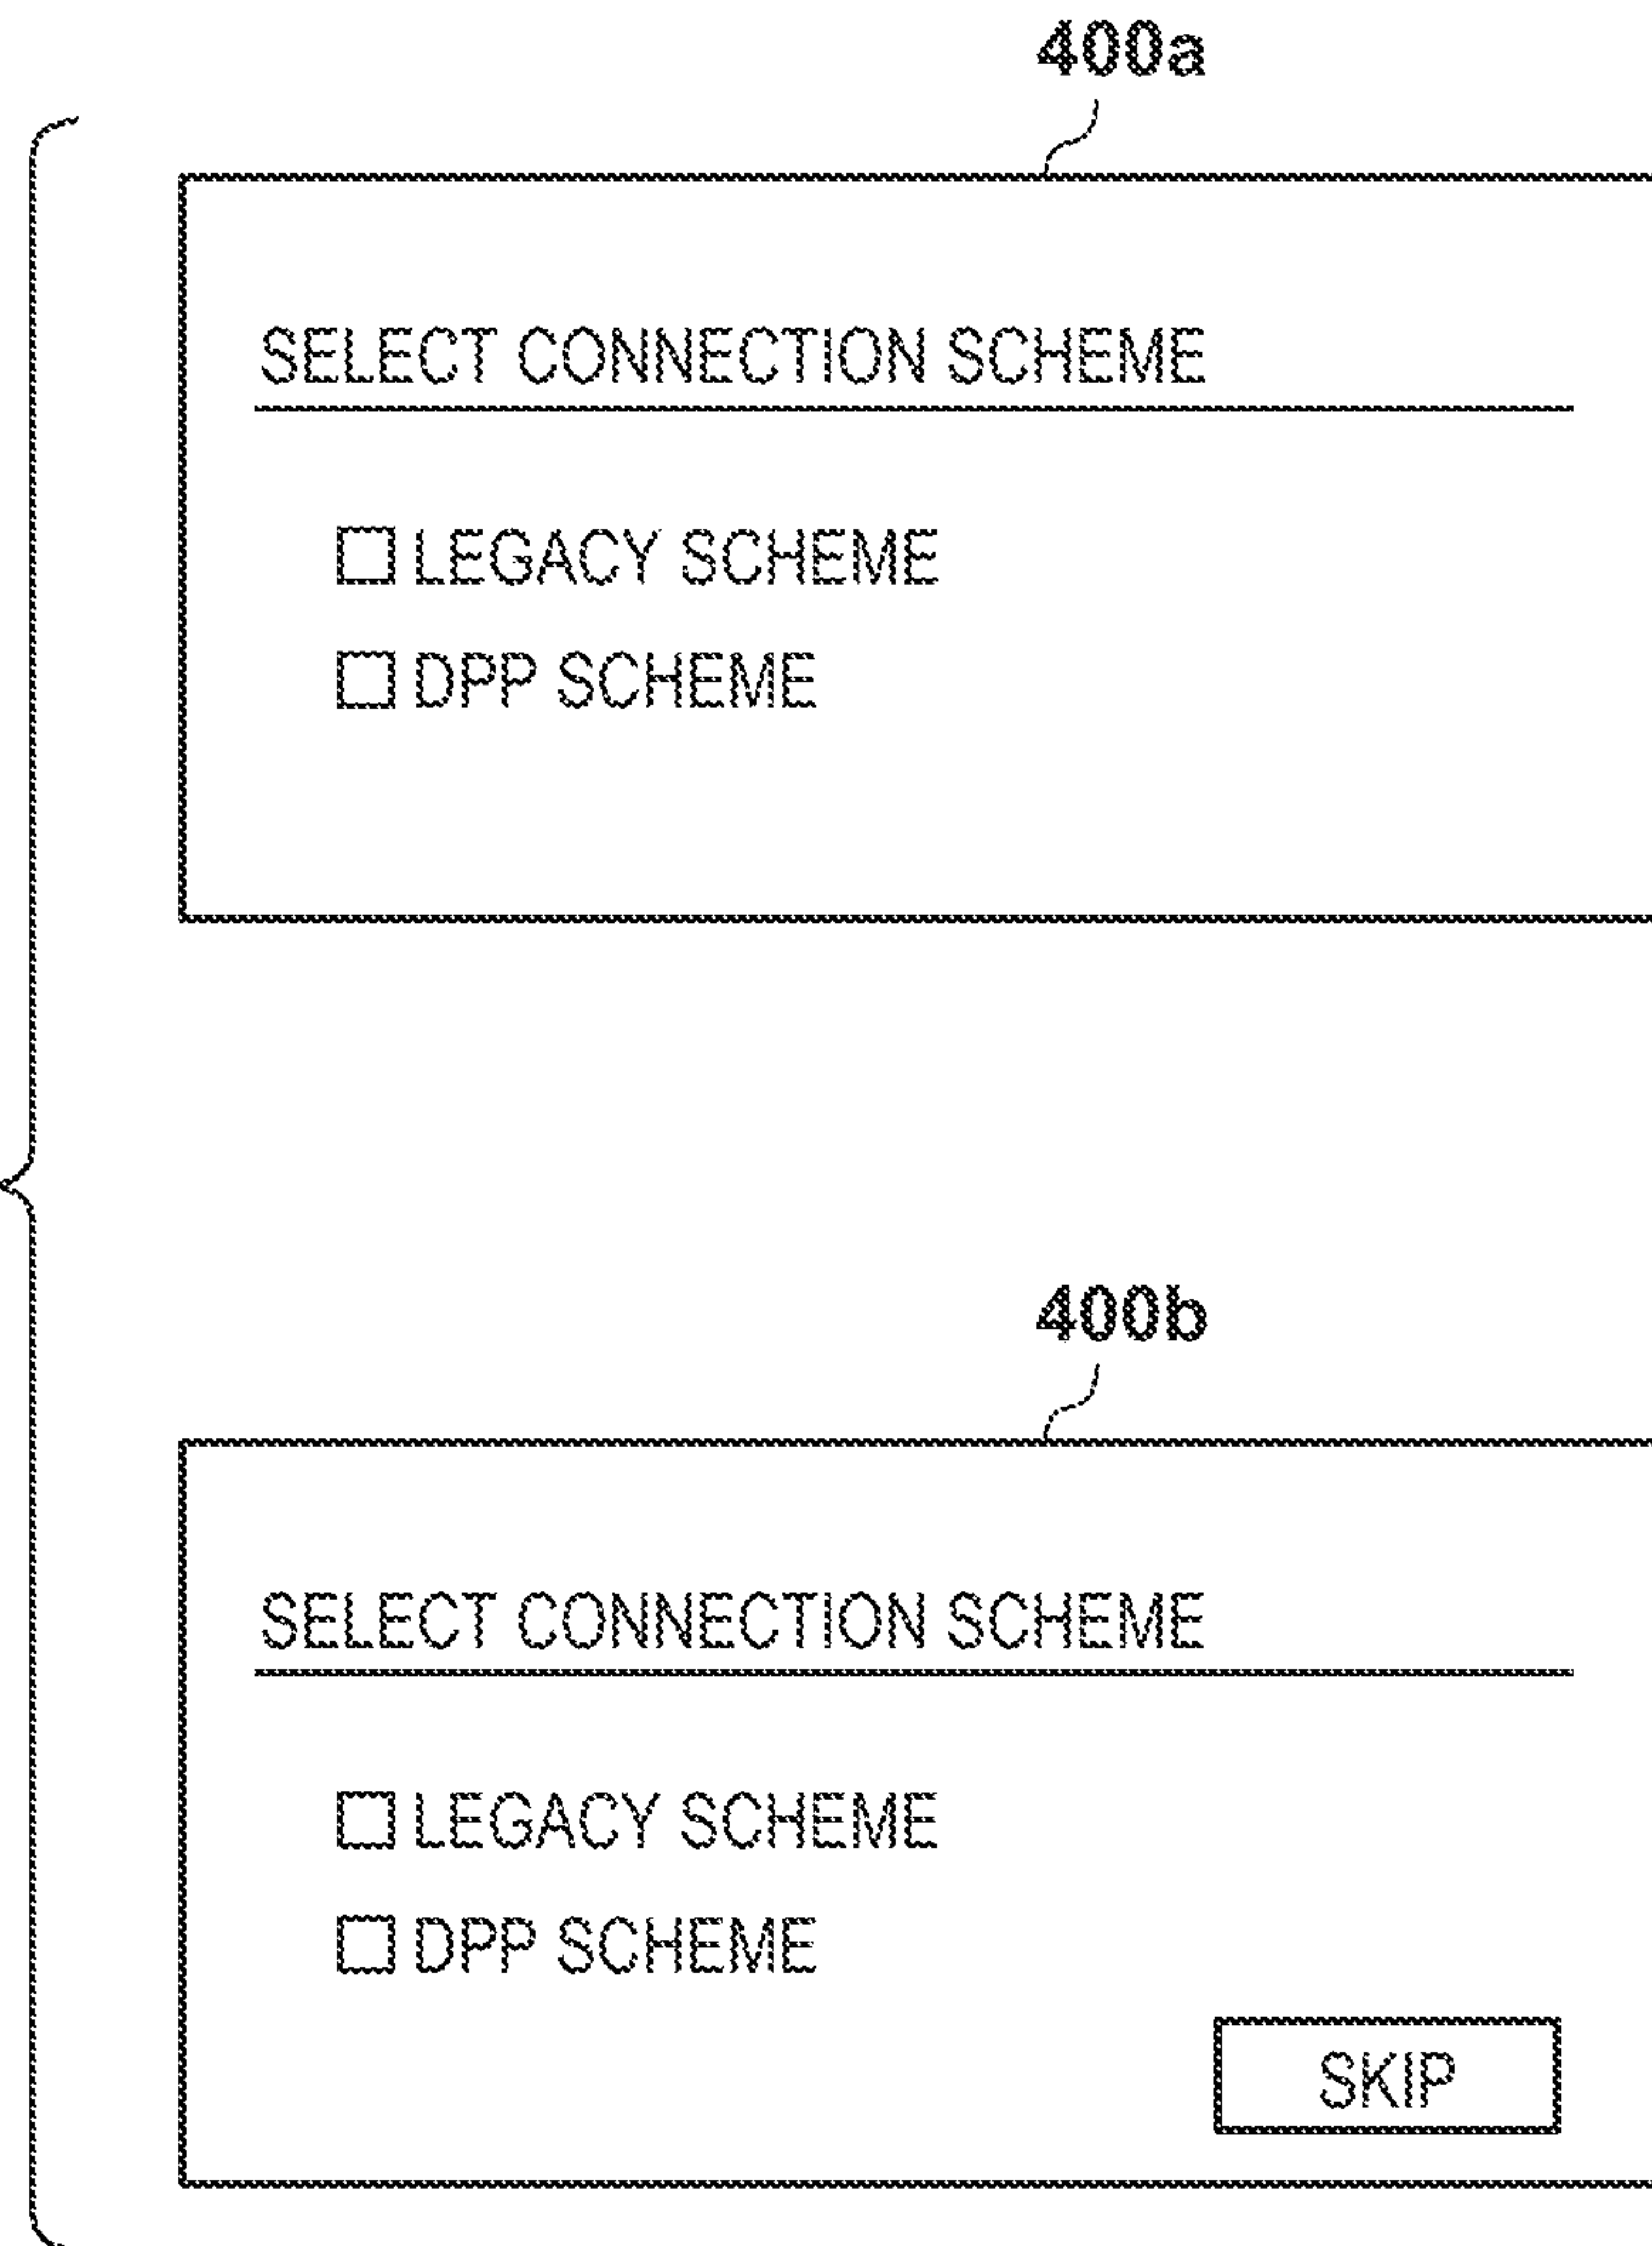 400a
SELECT CONNECTION SCHEME
LEGACY SCHEME
DPP SCHEME
400b
SELECT CONNECTION SCHEME
LEGACY SCHEME
DPP SCHEME
SKIP